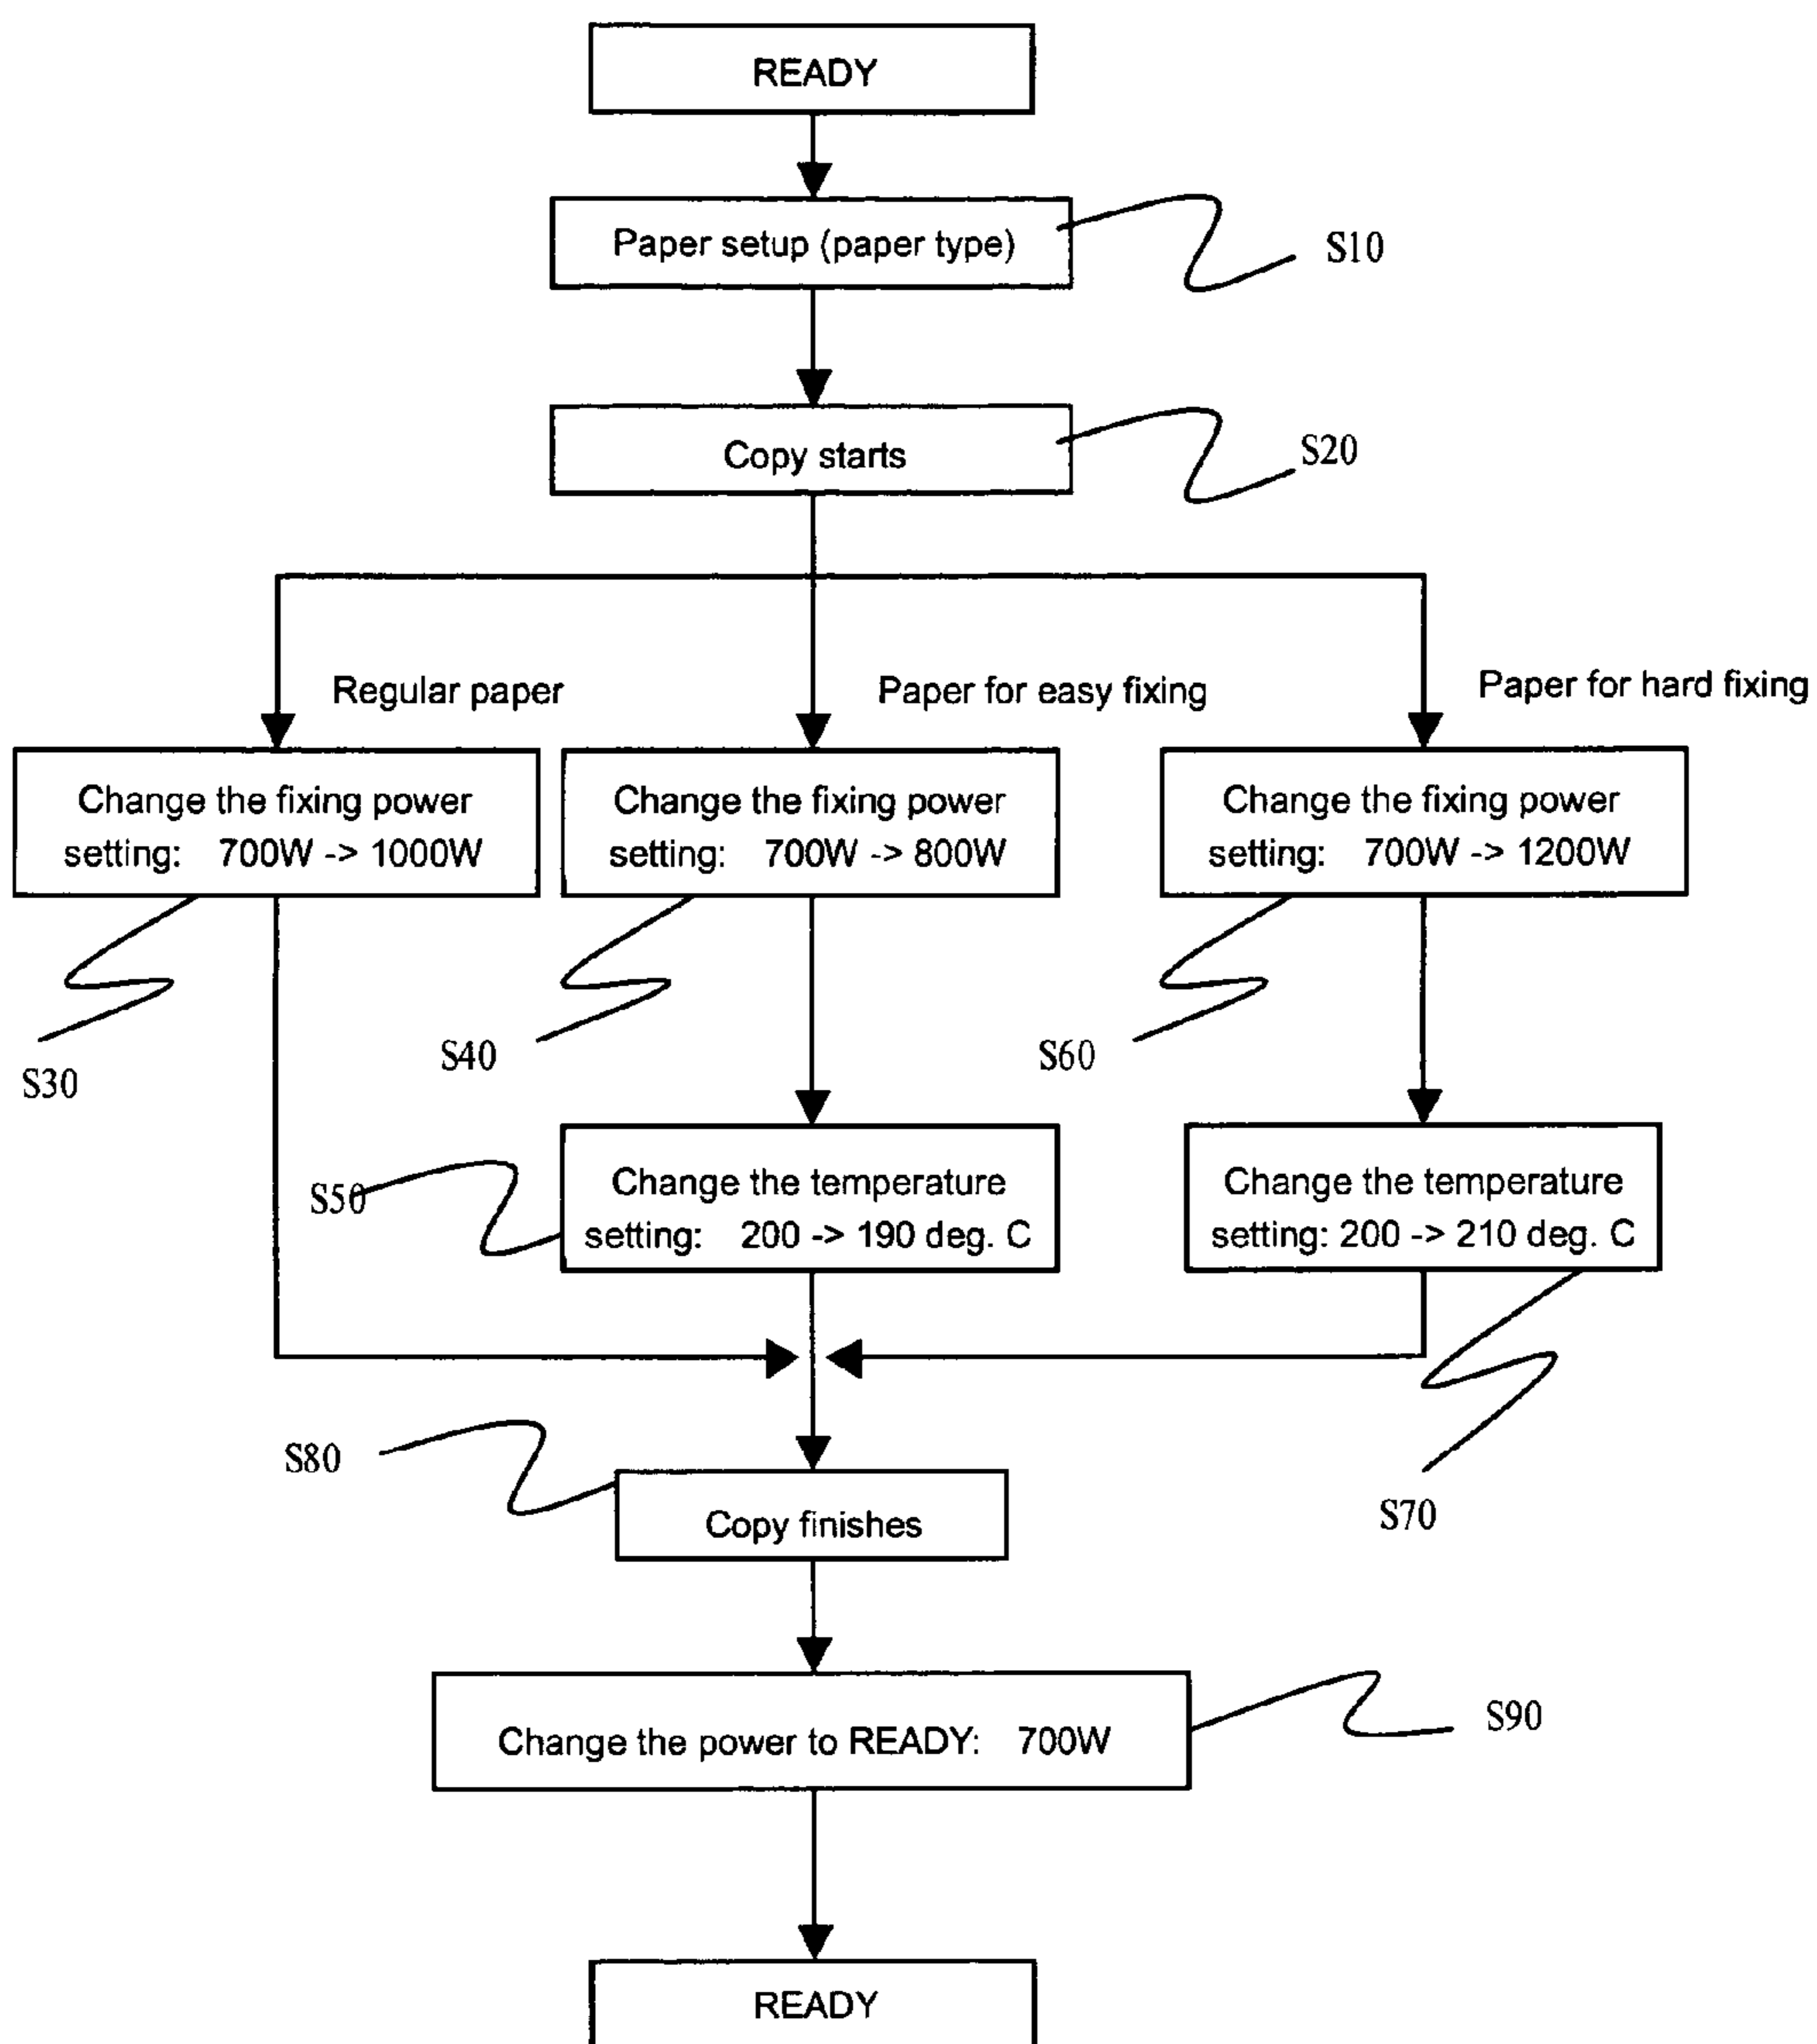 READY
Paper setup (paper type)
S10
Copy starts
S20
Regular paper
Paper for easy fixing
Paper for hard fixing
Change the fixing power
setting: 700W -> 1000W
Change the fixing power
setting: 700W -> 800W
Change the fixing power
setting: 700W -> 1200W
S30
S40
S60
Change the temperature
setting: 200 -> 190 deg. C
S50
Change the temperature
setting: 200 -> 210 deg. C
S70
S80
Copy finishes
Change the power to READY: 700W
S90
READY